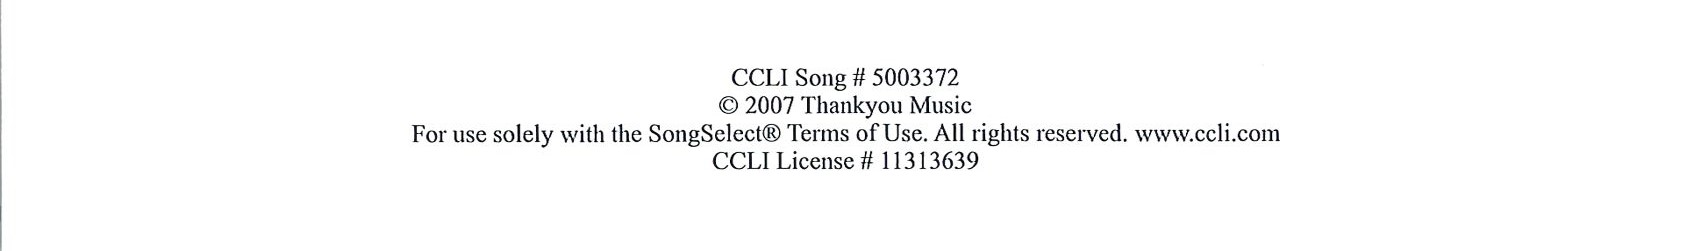 CCLI Song # 5003372
© 2007 Thankyou Music
For use solely with the SongSelect® Terms of Use. All rights reserved. www.ccli.com
CCLI License # 11313639